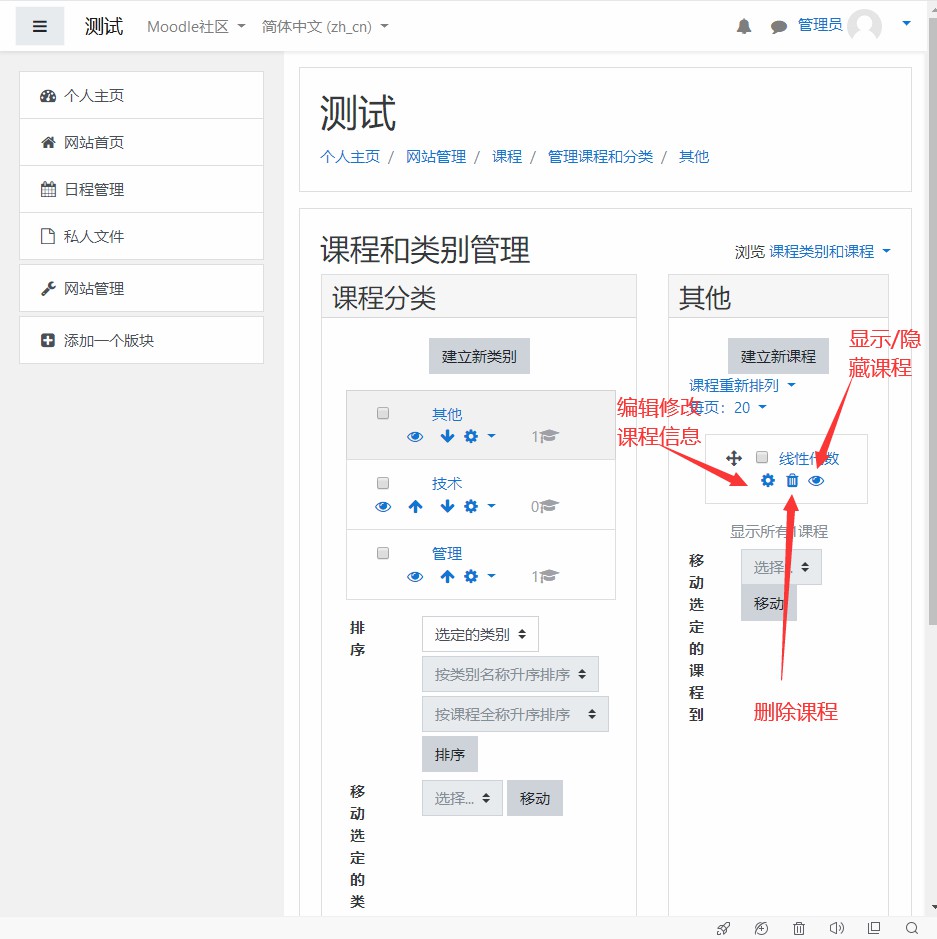 测试
Moodle社区
简体中文 (zh_cn)
管理员
个人主页
网站首页
日程管理
私人文件
网站管理
添加一个版块
测试
个人主页 / 网站管理 / 课程 / 管理课程和分类 / 其他
课程和类别管理
浏览 课程类别和课程
课程分类
建立新类别
其他
1
技术
0
管理
1
排序
选定的类别
按类别名称升序排序
按课程全称升序排序
排序
移动选定的类
选择...
移动
其他
建立新课程
课程重新排列
每页：20
线性代数
显示所有1课程
移动选定的课程到
选择...
移动
显示/隐
藏课程
编辑修改
课程信息
删除课程